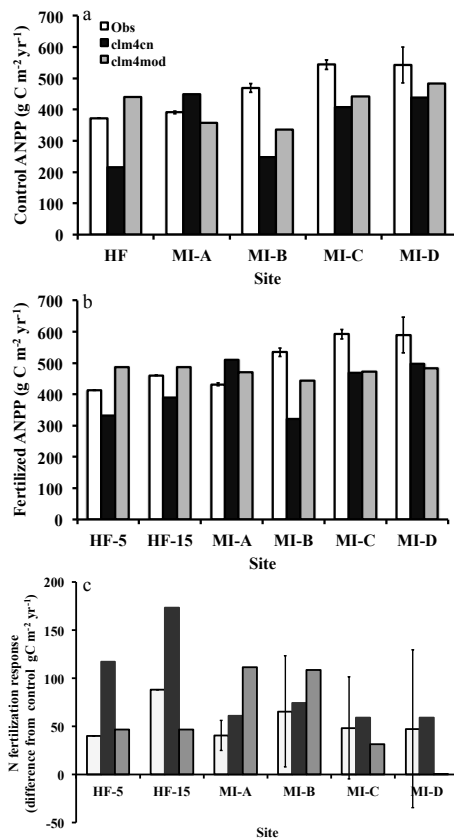 a
Obs
clm4cn
clm4mod
Control ANPP (g C m⁻² yr⁻¹)
700
600
500
400
300
200
100
0
HF MI-A MI-B MI-C MI-D
Site
b
Fertilized ANPP (g C m⁻² yr⁻¹)
700
600
500
400
300
200
100
0
HF-5 HF-15 MI-A MI-B MI-C MI-D
Site
c
N fertilization response
(difference from control gC m⁻² yr⁻¹)
200
150
100
50
0
-50
HF-5 HF-15 MI-A MI-B MI-C MI-D
Site